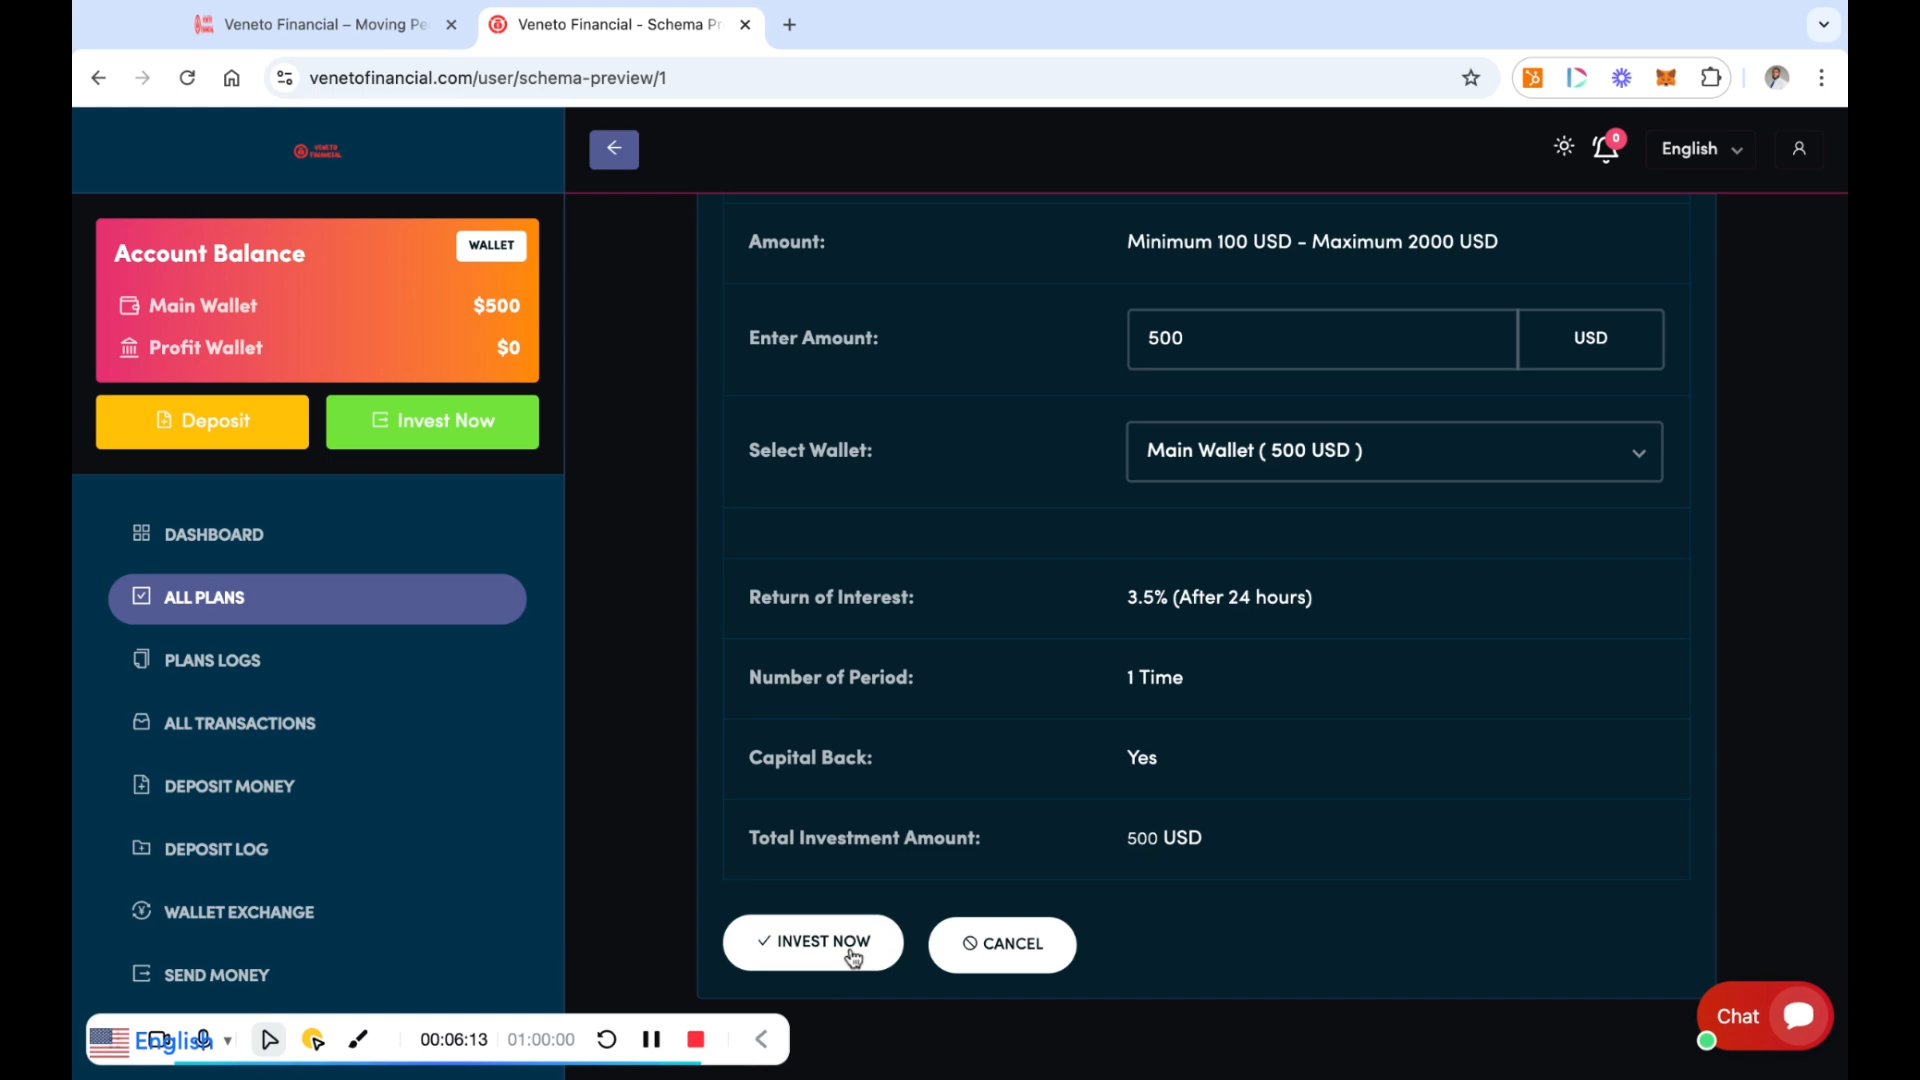 Veneto Financial – Moving Pe
Veneto Financial - Schema Pr
venetofinancial.com/user/schema-preview/1
VENETO
FINANCIAL
0
English
Account Balance
WALLET
Main Wallet
$500
Profit Wallet
$0
Deposit
Invest Now
DASHBOARD
ALL PLANS
PLANS LOGS
ALL TRANSACTIONS
DEPOSIT MONEY
DEPOSIT LOG
WALLET EXCHANGE
SEND MONEY
Amount:
Minimum 100 USD - Maximum 2000 USD
Enter Amount:
500
USD
Select Wallet:
Main Wallet ( 500 USD )
Return of Interest:
3.5% (After 24 hours)
Number of Period:
1 Time
Capital Back:
Yes
Total Investment Amount:
500 USD
INVEST NOW
CANCEL
English
00:06:13
01:00:00
Chat